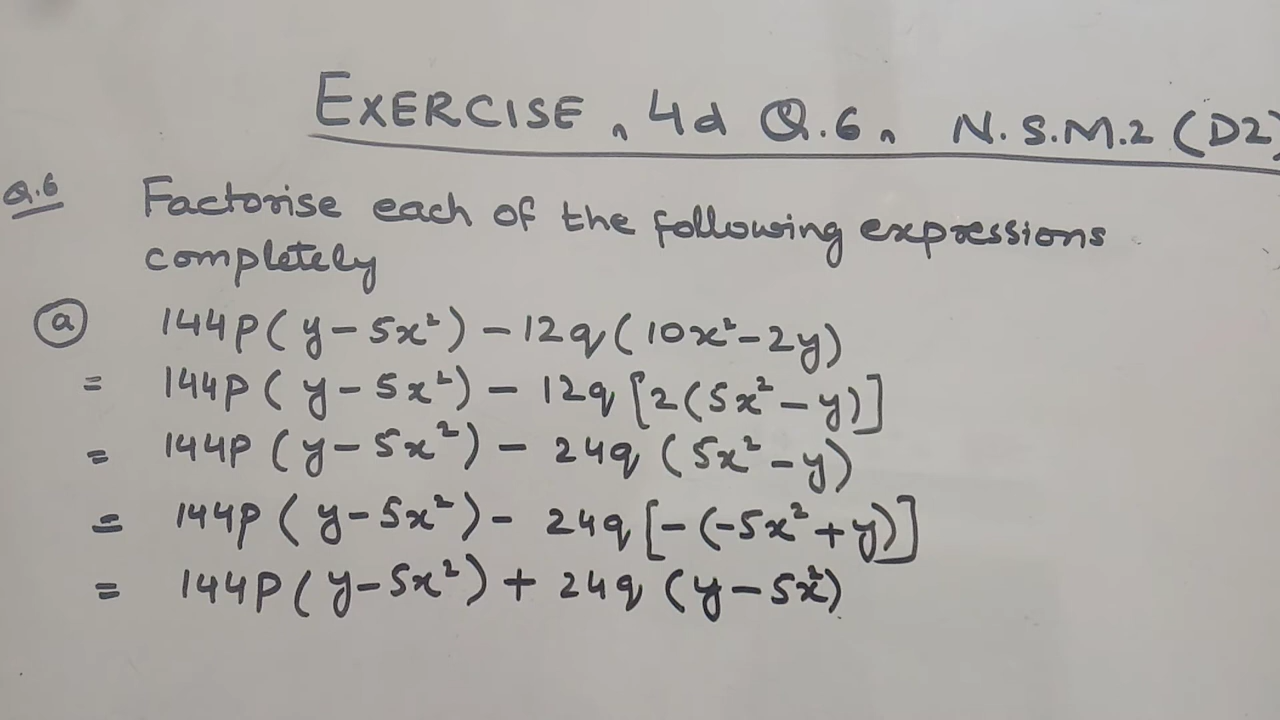 EXERCISE, 4d Q.6, N.S.M.2 (D2)
Q.6 Factorise each of the following expressions
completely
(a) 144p(y-5x²) - 12q(10x²-2y)
= 144p(y-5x²) - 12q[2(5x²-y)]
= 144p(y-5x²) - 24q(5x²-y)
= 144p(y-5x²) - 24q[-(-5x²+y)]
= 144p(y-5x²) + 24q(y-5x²)